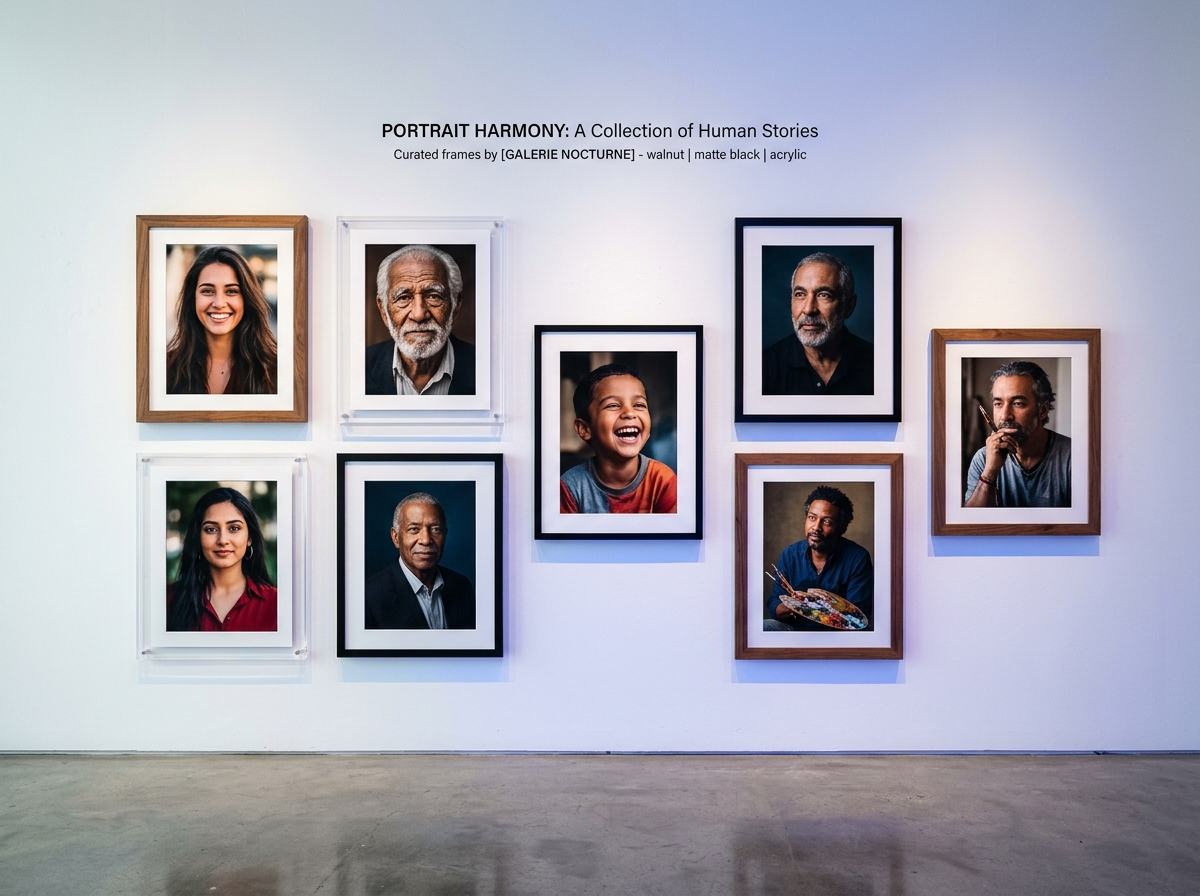 PORTRAIT HARMONY: A Collection of Human Stories
Curated frames by [GALERIE NOCTURNE] - walnut | matte black | acrylic